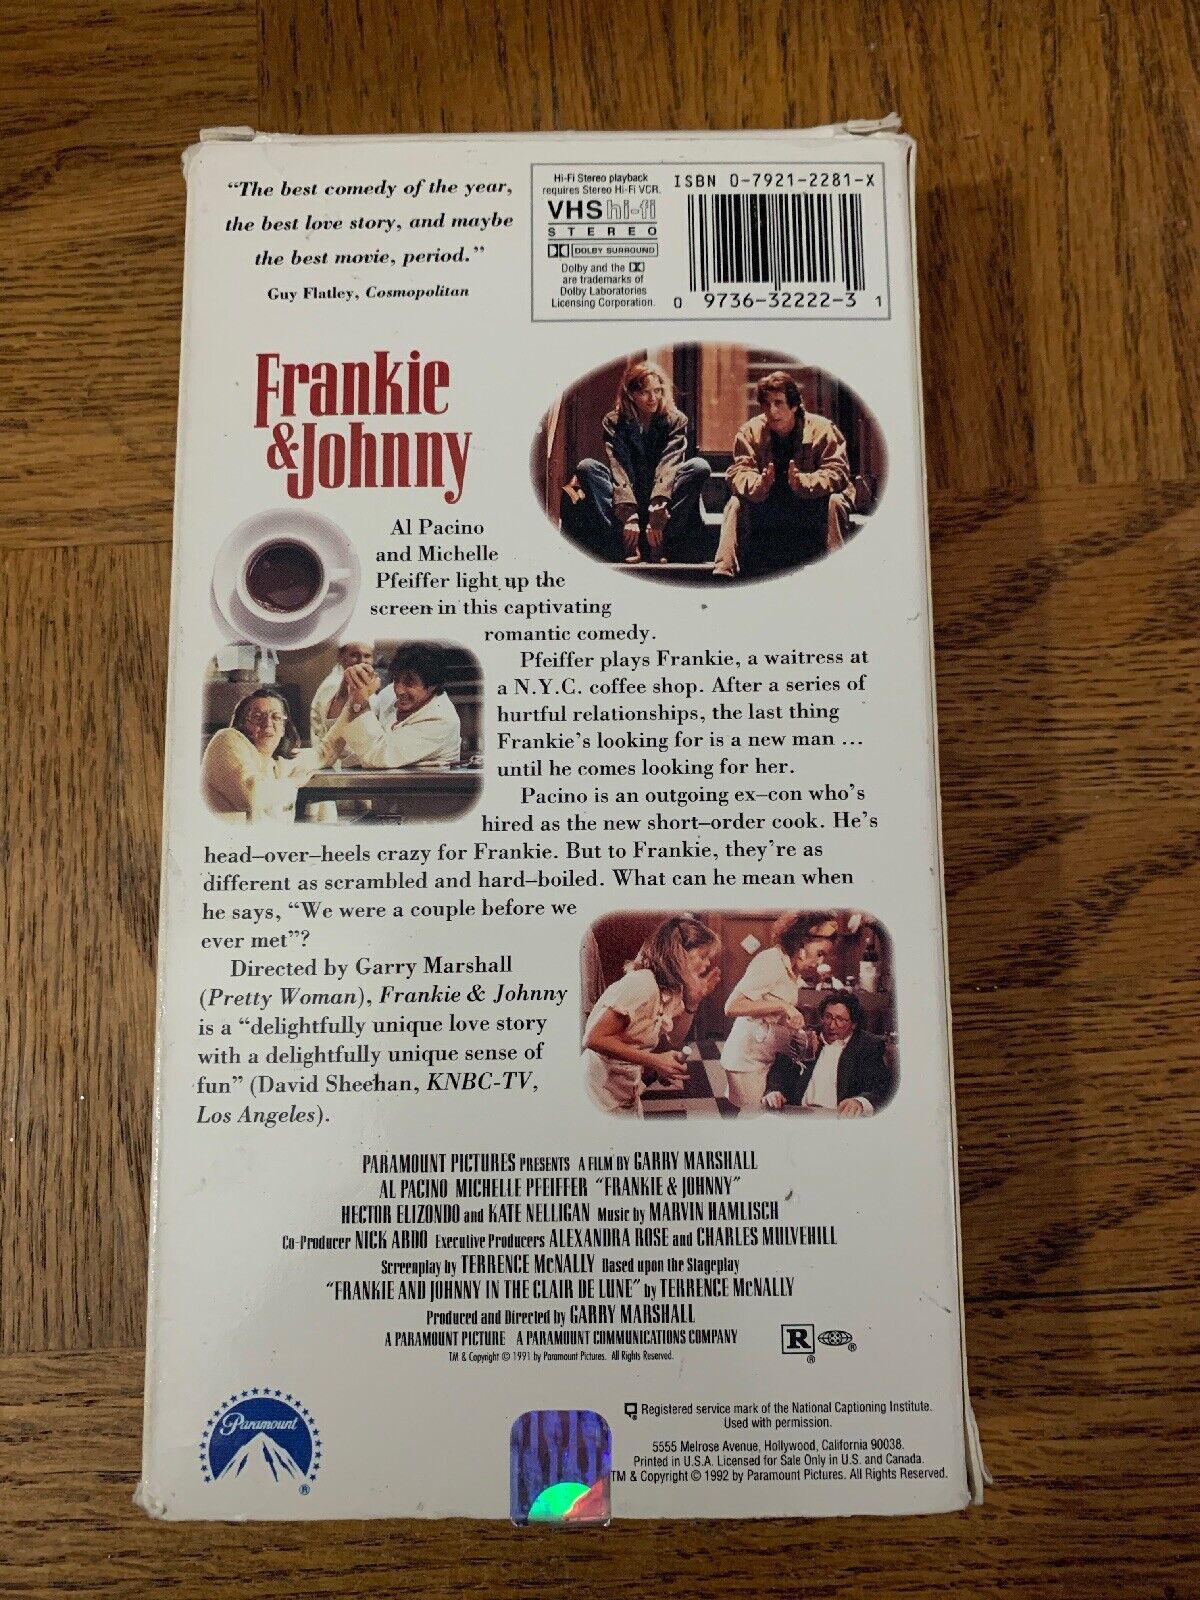 “The best comedy of the year,
the best love story, and maybe
the best movie, period.”
Guy Flatley, Cosmopolitan
Hi-Fi Stereo playback
requires Stereo Hi-Fi VCR.
VHS hi-fi
STEREO
DOLBY SURROUND
Dolby and the
are trademarks of
Dolby Laboratories
Licensing Corporation.
ISBN 0-7921-2281-X
0 9736-32222-3 1
Frankie
& Johnny
Al Pacino
and Michelle
Pfeiffer light up the
screen in this captivating
romantic comedy.
Pfeiffer plays Frankie, a waitress at
a N.Y.C. coffee shop. After a series of
hurtful relationships, the last thing
Frankie’s looking for is a new man ...
until he comes looking for her.
Pacino is an outgoing ex–con who’s
hired as the new short–order cook. He’s
head–over–heels crazy for Frankie. But to Frankie, they’re as
different as scrambled and hard–boiled. What can he mean when
he says, “We were a couple before we
ever met”?
Directed by Garry Marshall
(Pretty Woman), Frankie & Johnny
is a “delightfully unique love story
with a delightfully unique sense of
fun” (David Sheehan, KNBC-TV,
Los Angeles).
PARAMOUNT PICTURES PRESENTS A FILM BY GARRY MARSHALL
AL PACINO MICHELLE PFEIFFER “FRANKIE & JOHNNY”
HECTOR ELIZONDO and KATE NELLIGAN Music by MARVIN HAMLISCH
Co-Producer NICK ABDO Executive Producers ALEXANDRA ROSE and CHARLES MULVEHILL
Screenplay by TERRENCE McNALLY Based upon the Stageplay
“FRANKIE AND JOHNNY IN THE CLAIR DE LUNE” by TERRENCE McNALLY
Produced and Directed by GARRY MARSHALL
A PARAMOUNT PICTURE A PARAMOUNT COMMUNICATIONS COMPANY
TM & Copyright © 1991 by Paramount Pictures. All Rights Reserved.
R ®
®
Paramount
®
Registered service mark of the National Captioning Institute.
Used with permission.
5555 Melrose Avenue, Hollywood, California 90038.
Printed in U.S.A. Licensed for Sale Only in U.S. and Canada.
TM & Copyright © 1992 by Paramount Pictures. All Rights Reserved.